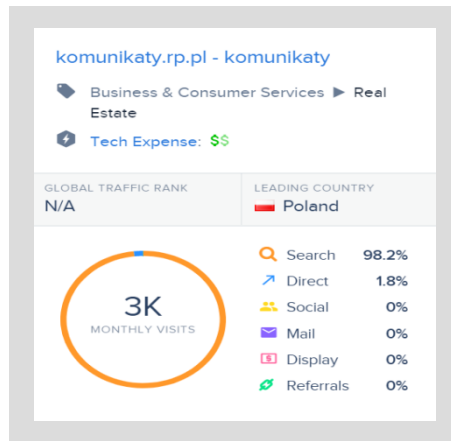 komunikaty.rp.pl - komunikaty
Business & Consumer Services ▶ Real
Estate
Tech Expense: $$
GLOBAL TRAFFIC RANK
N/A
LEADING COUNTRY
Poland
3K
MONTHLY VISITS
Search 98.2%
Direct 1.8%
Social 0%
Mail 0%
Display 0%
Referrals 0%